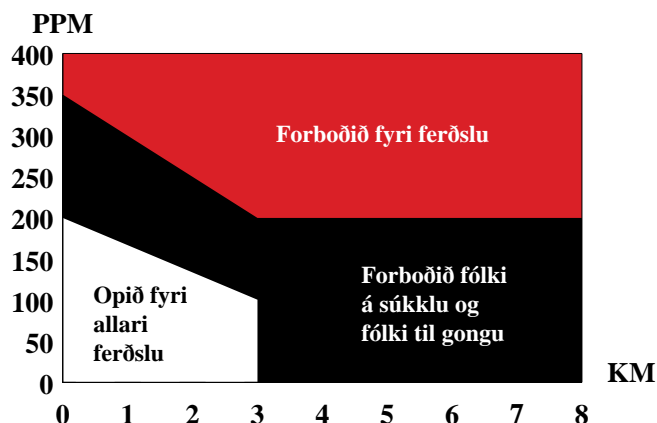 PPM
400
350
300
250
200
150
100
50
0
Forboðið fyri ferðslu
Forboðið fólki
á súkklu og
fólki til gongu
Opið fyri
allari
ferðslu
KM
0 1 2 3 4 5 6 7 8